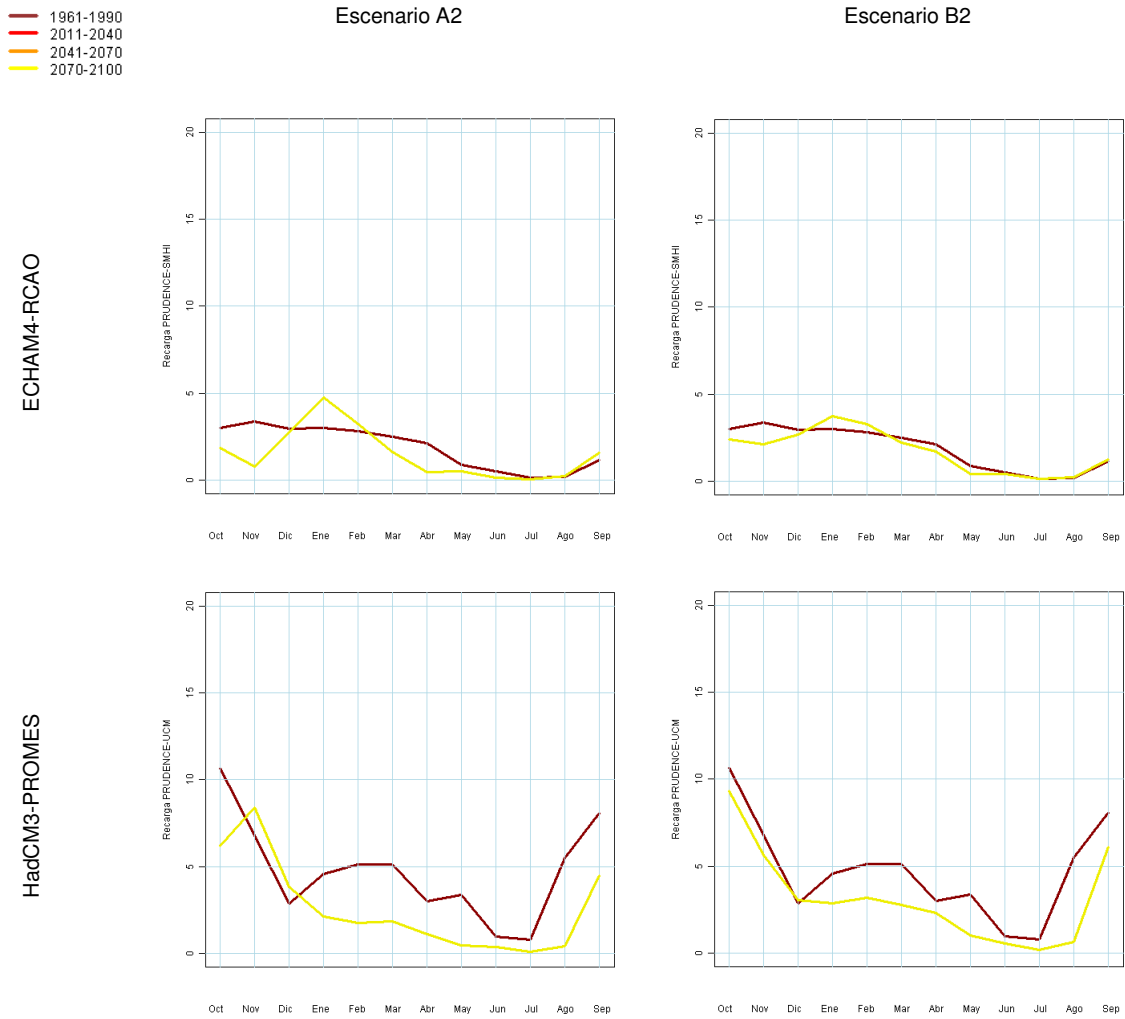 1961-1990
2011-2040
2041-2070
2070-2100
Escenario A2
Escenario B2
ECHAM4-RCAO
Recarga PRUDENCE-SMHI
20
15
10
5
0
Oct Nov Dic Ene Feb Mar Abr May Jun Jul Ago Sep
Recarga PRUDENCE-SMHI
20
15
10
5
0
Oct Nov Dic Ene Feb Mar Abr May Jun Jul Ago Sep
HadCM3-PROMES
Recarga PRUDENCE-UCM
20
15
10
5
0
Oct Nov Dic Ene Feb Mar Abr May Jun Jul Ago Sep
Recarga PRUDENCE-UCM
20
15
10
5
0
Oct Nov Dic Ene Feb Mar Abr May Jun Jul Ago Sep